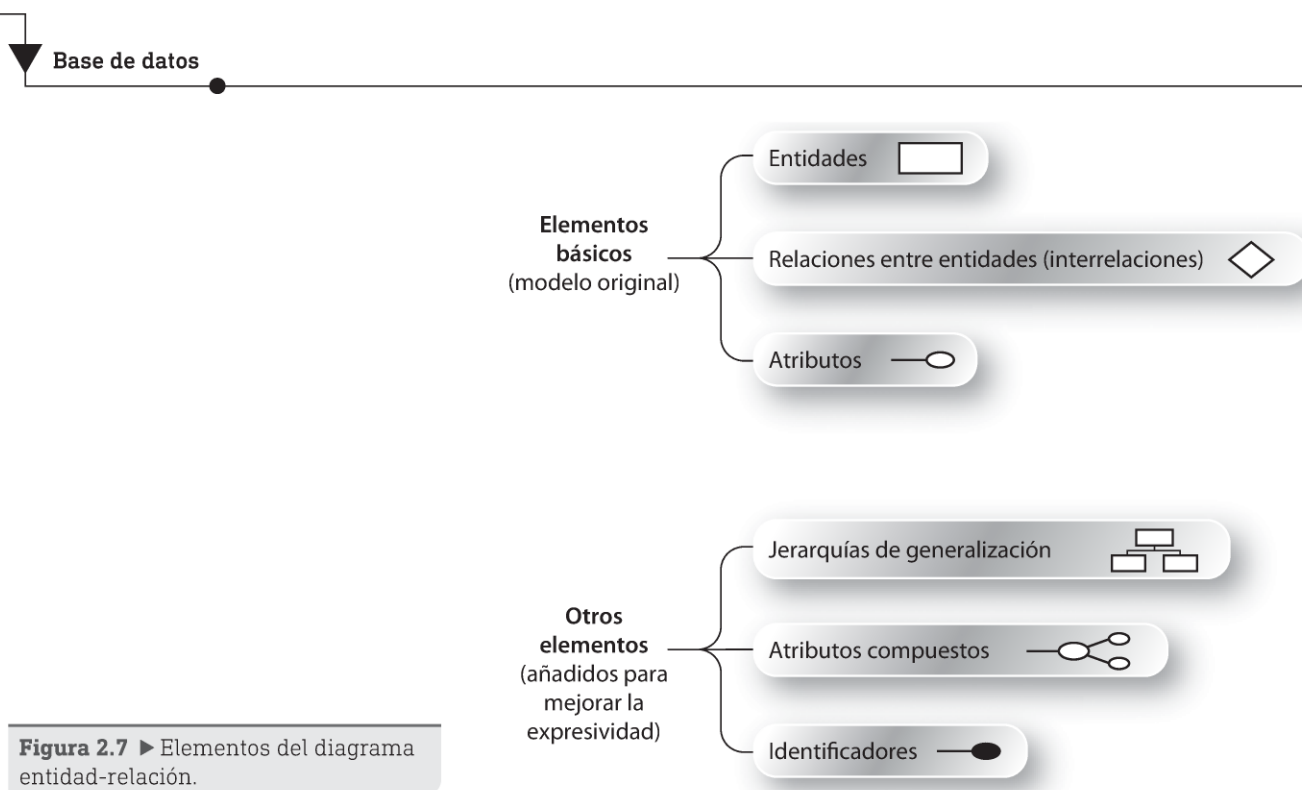 Base de datos
Entidades
Elementos
básicos
(modelo original)
Relaciones entre entidades (interrelaciones)
Atributos
Jerarquías de generalización
Otros
elementos
(añadidos para
mejorar la
expresividad)
Atributos compuestos
Identificadores
Figura 2.7 ► Elementos del diagrama
entidad-relación.